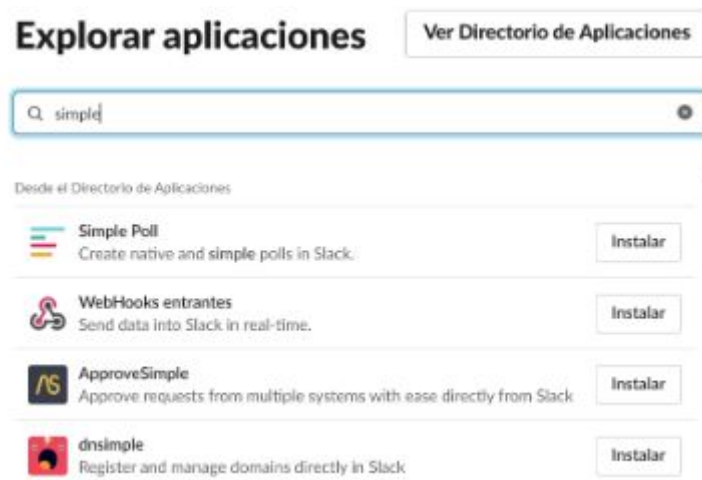 Explorar aplicaciones
Ver Directorio de Aplicaciones
simple
Desde el Directorio de Aplicaciones
Simple Poll
Create native and simple polls in Slack.
Instalar
WebHooks entrantes
Send data into Slack in real-time.
Instalar
ApproveSimple
Approve requests from multiple systems with ease directly from Slack
Instalar
dnsimple
Register and manage domains directly in Slack
Instalar